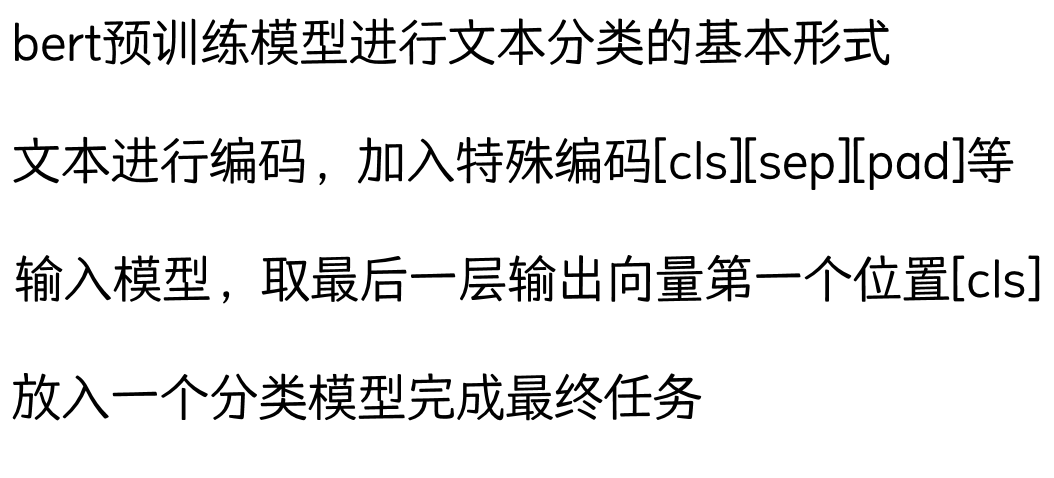 bert预训练模型进行文本分类的基本形式
文本进行编码，加入特殊编码[cls][sep][pad]等
输入模型，取最后一层输出向量第一个位置[cls]
放入一个分类模型完成最终任务